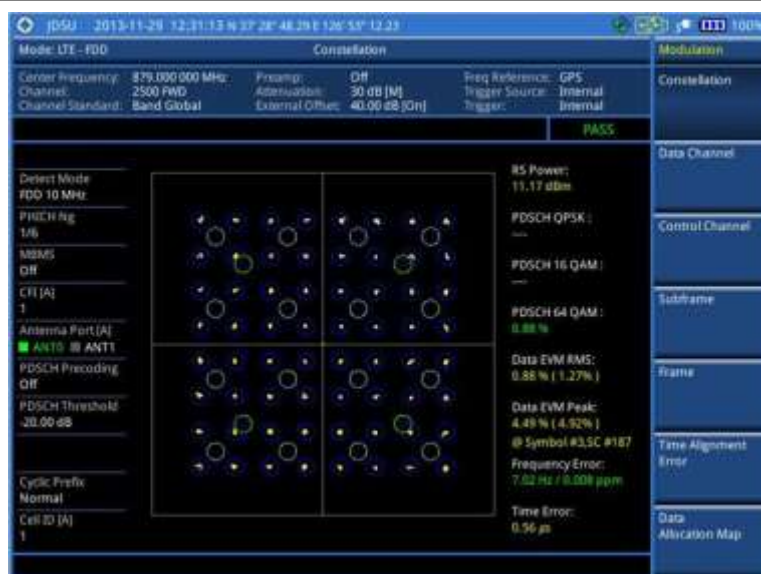 JDSU 2013-11-29 12:31:13 N 37° 28' 48.29 E 126° 53' 12.23 100%
Mode: LTE - FDD Constellation Modulation
Center Frequency: 879.000 000 MHz Preamp: Off Freq Reference: GPS
Channel: 2500 FWD Attenuation: 30 dB [M] Trigger Source: Internal
Channel Standard: Band Global External Offset: 40.00 dB [On] Trigger: Internal
PASS
Detect Mode
FDD 10 MHz
PHICH Ng
1/6
MBMS
Off
CFI [A]
1
Antenna Port [A]
ANT0 ANT1
PDSCH Precoding
Off
PDSCH Threshold
-20.00 dB
Cyclic Prefix
Normal
Cell ID [A]
1
RS Power:
11.17 dBm
PDSCH QPSK :
---
PDSCH 16 QAM :
---
PDSCH 64 QAM :
0.88 %
Data EVM RMS:
0.88 % ( 1.27% )
Data EVM Peak:
4.49 % ( 4.92% )
@ Symbol #3,SC #187
Frequency Error:
7.02 Hz / 0.008 ppm
Time Error:
0.56 µs
Constellation
Data Channel
Control Channel
Subframe
Frame
Time Alignment
Error
Data
Allocation Map